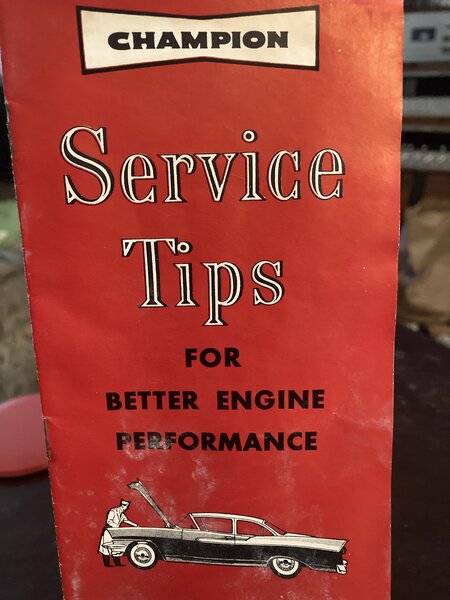 CHAMPION
Service
Tips
FOR
BETTER ENGINE
PERFORMANCE